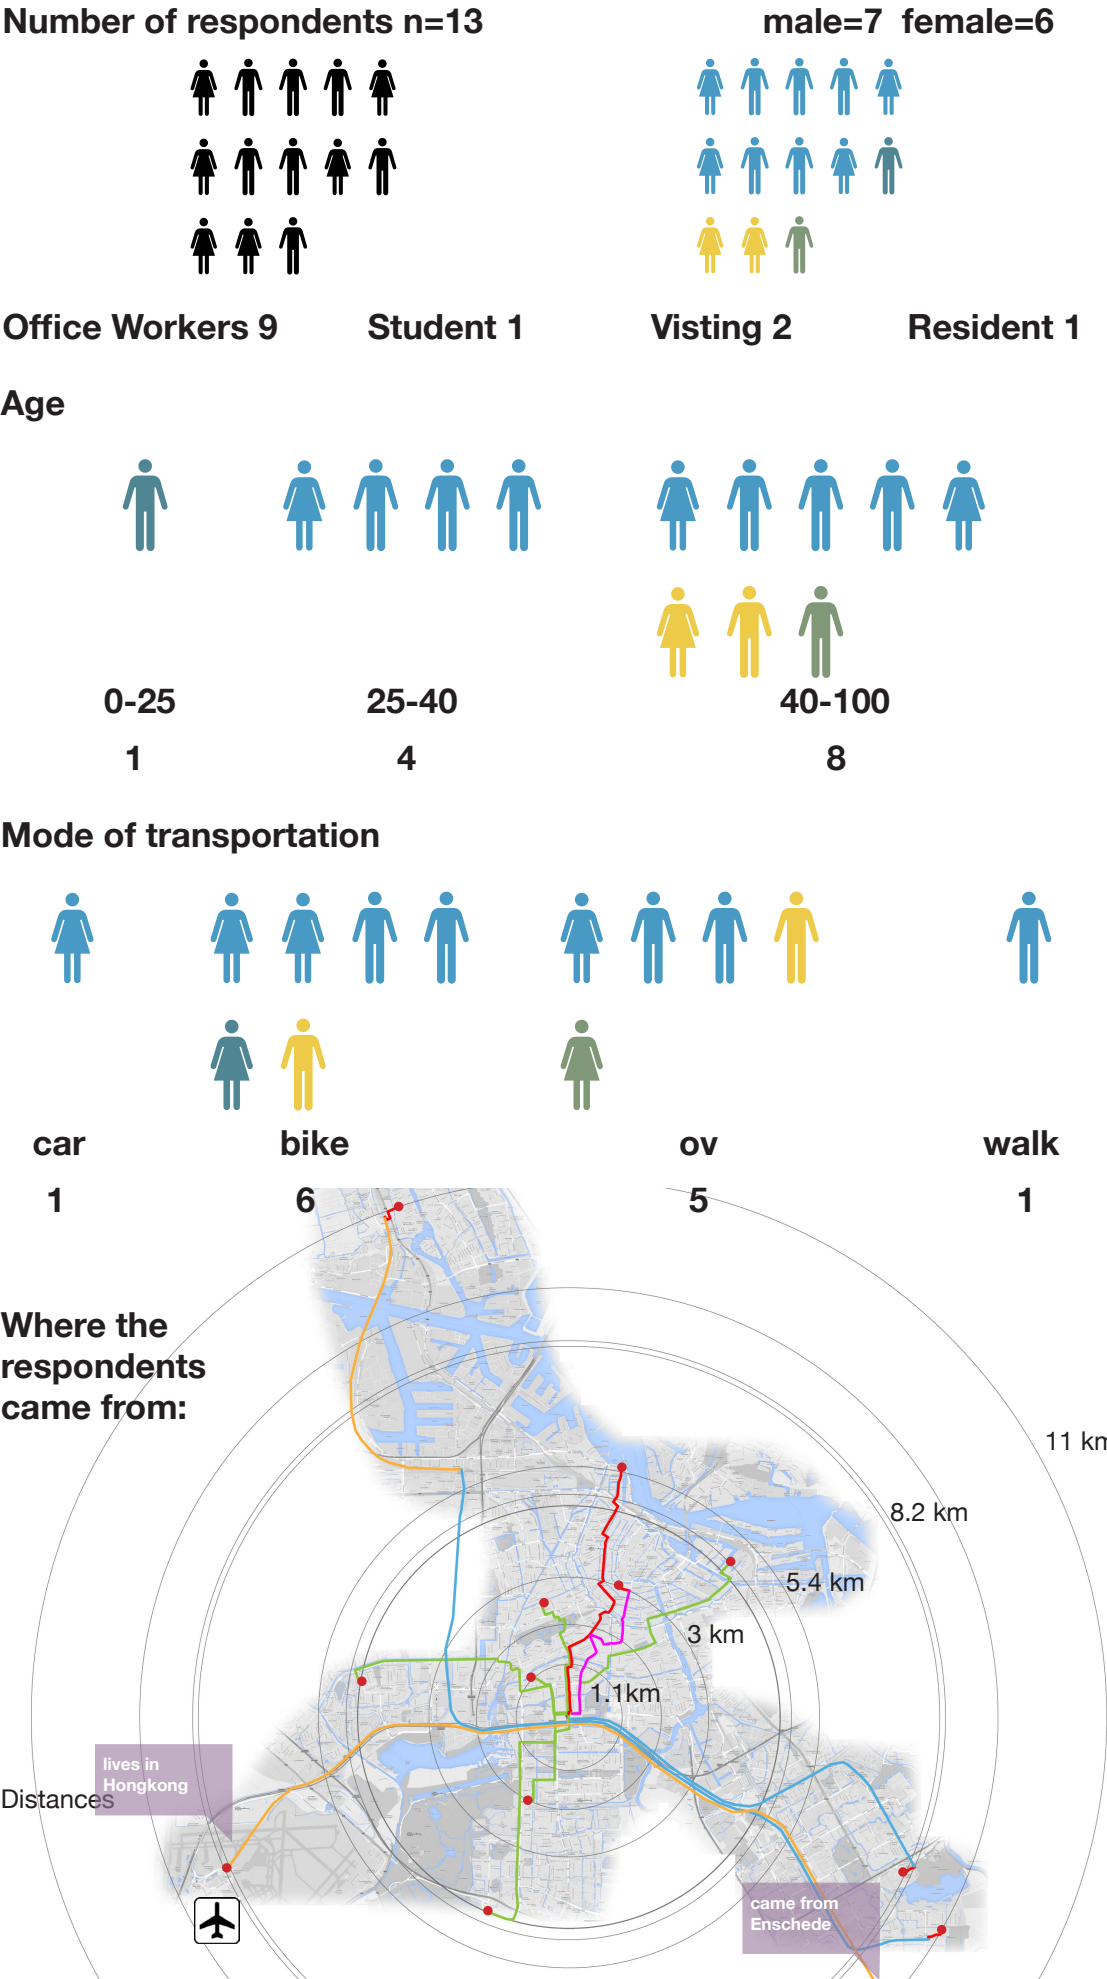 Number of respondents n=13
male=7 female=6
Office Workers 9
Student 1
Visting 2
Resident 1
Age
0-25
25-40
40-100
1
4
8
Mode of transportation
car
bike
ov
walk
1
6
5
1
Where the
respondents
came from:
11 km
8.2 km
5.4 km
3 km
1.1km
lives in
Hongkong
Distances
came from
Enschede